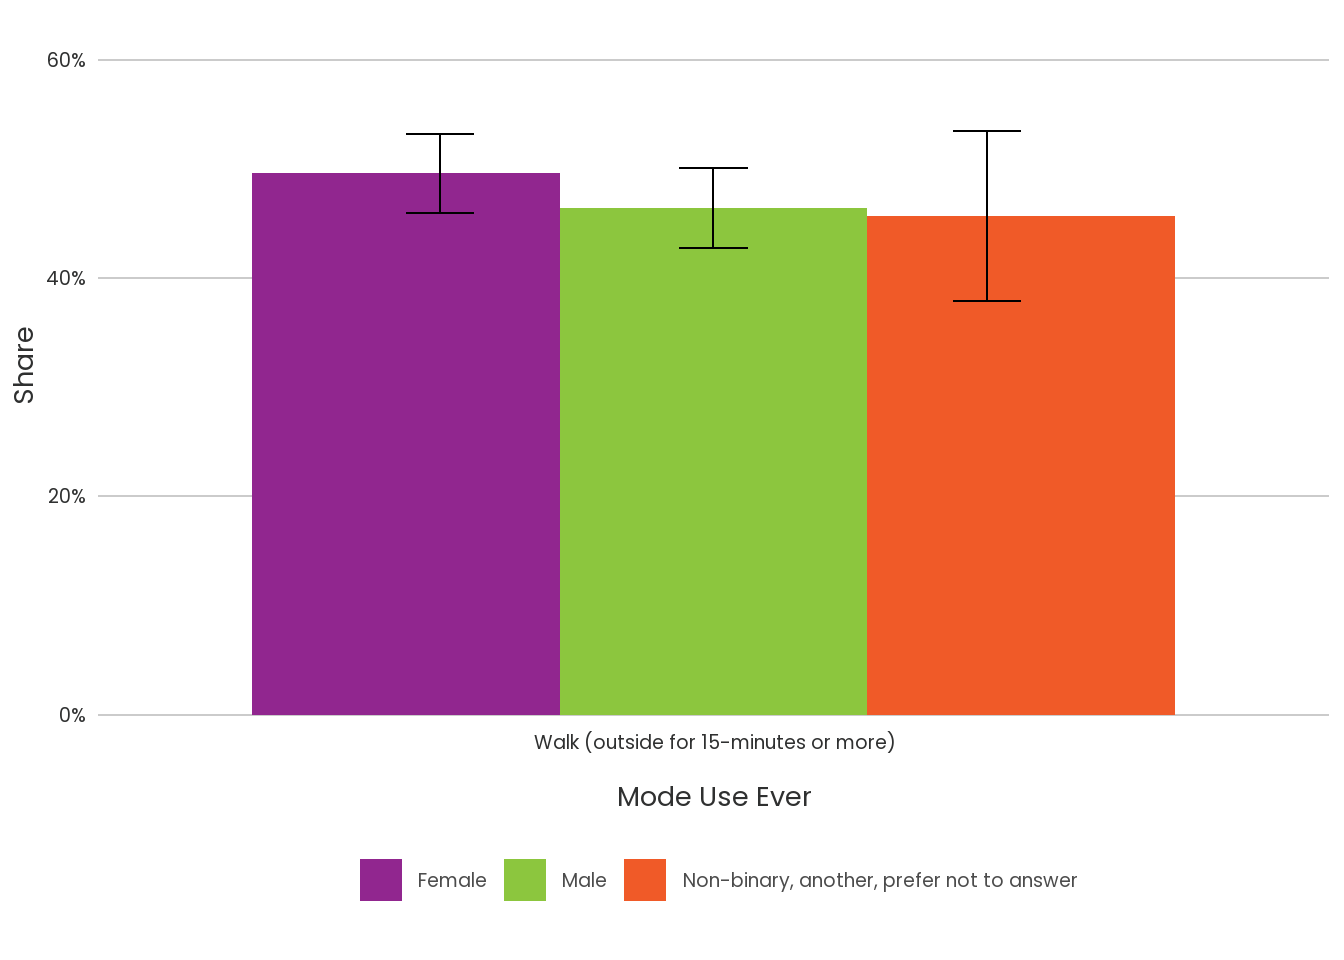 60%
40%
20%
0%
Share
Walk (outside for 15-minutes or more)
Mode Use Ever
Female
Male
Non-binary, another, prefer not to answer